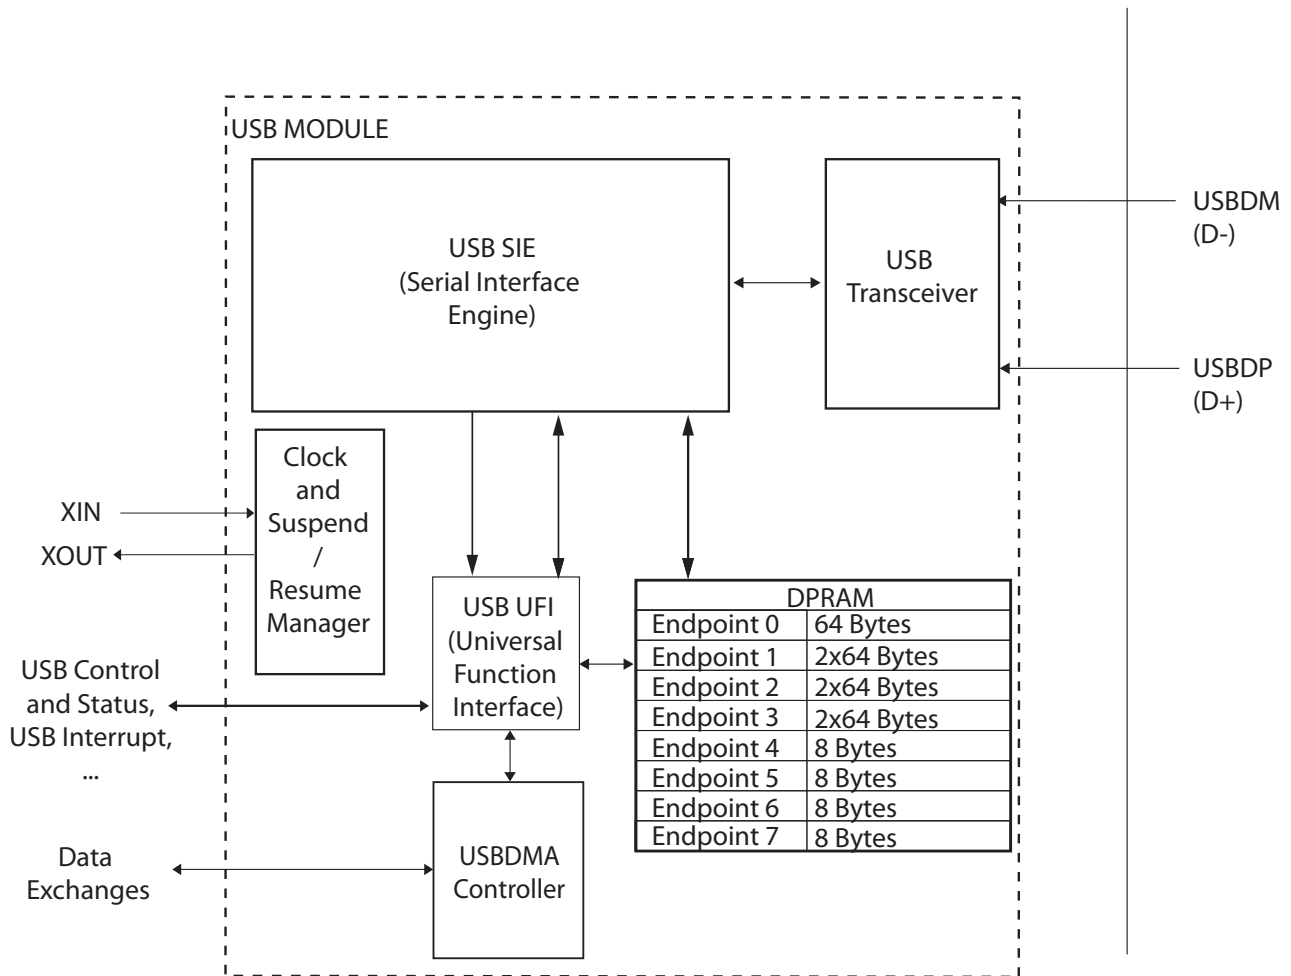 USB MODULE
USB SIE
(Serial Interface
Engine)
USB
Transceiver
USBDM
(D-)
USBDP
(D+)
Clock
and
Suspend
/
Resume
Manager
XIN
XOUT
USB UFI
(Universal
Function
Interface)
DPRAM
Endpoint 0 64 Bytes
Endpoint 1 2x64 Bytes
Endpoint 2 2x64 Bytes
Endpoint 3 2x64 Bytes
Endpoint 4 8 Bytes
Endpoint 5 8 Bytes
Endpoint 6 8 Bytes
Endpoint 7 8 Bytes
USB Control
and Status,
USB Interrupt,
...
USBDMA
Controller
Data
Exchanges